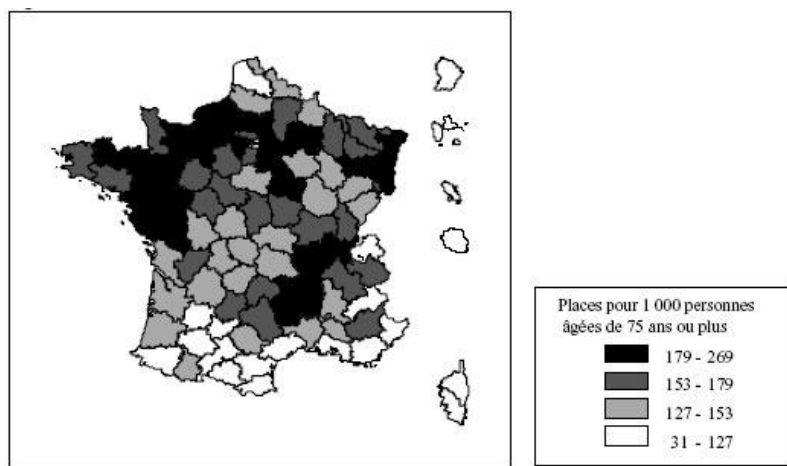 Places pour 1 000 personnes
âgées de 75 ans ou plus
179 - 269
153 - 179
127 - 153
31 - 127